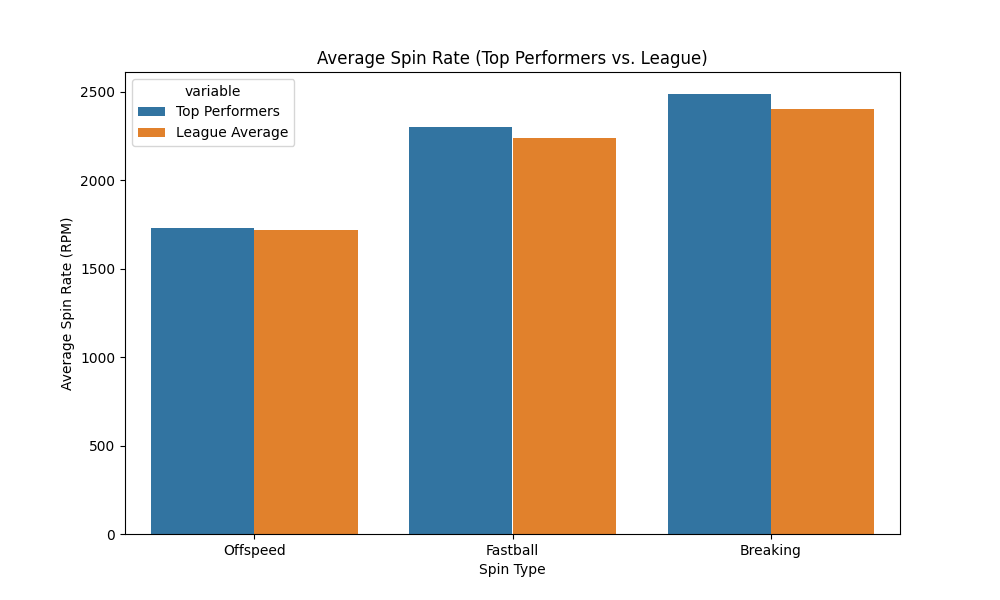 Average Spin Rate (Top Performers vs. League)
variable
Top Performers
League Average
2500
2000
1500
1000
500
0
Average Spin Rate (RPM)
Offspeed
Fastball
Breaking
Spin Type